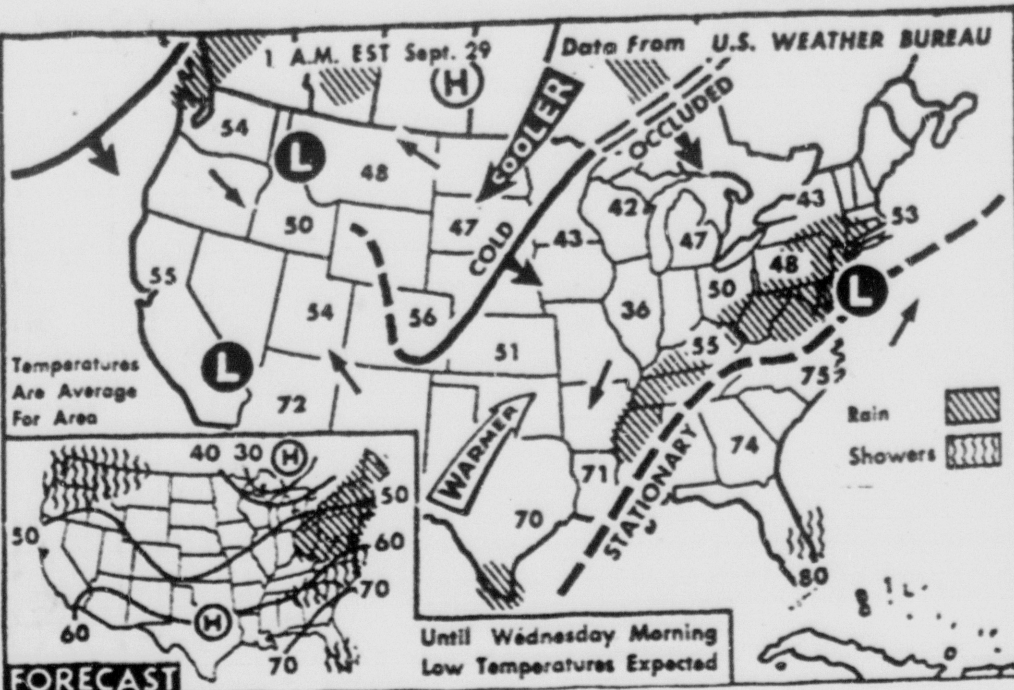 1 A.M. EST Sept. 29
Data From U.S. WEATHER BUREAU
H
COOLER
OCCLUDED
54
L
48
50
47
COLD
43
42
47
43
53
48
L
50
36
55
55
54
56
51
75
L
72
WARMER
71
74
70
STATIONARY
80
Temperatures
Are Average
For Area
Rain
Showers
40 30 H
50
50
60
70
H
60
70
Until Wednesday Morning
Low Temperatures Expected
FORECAST